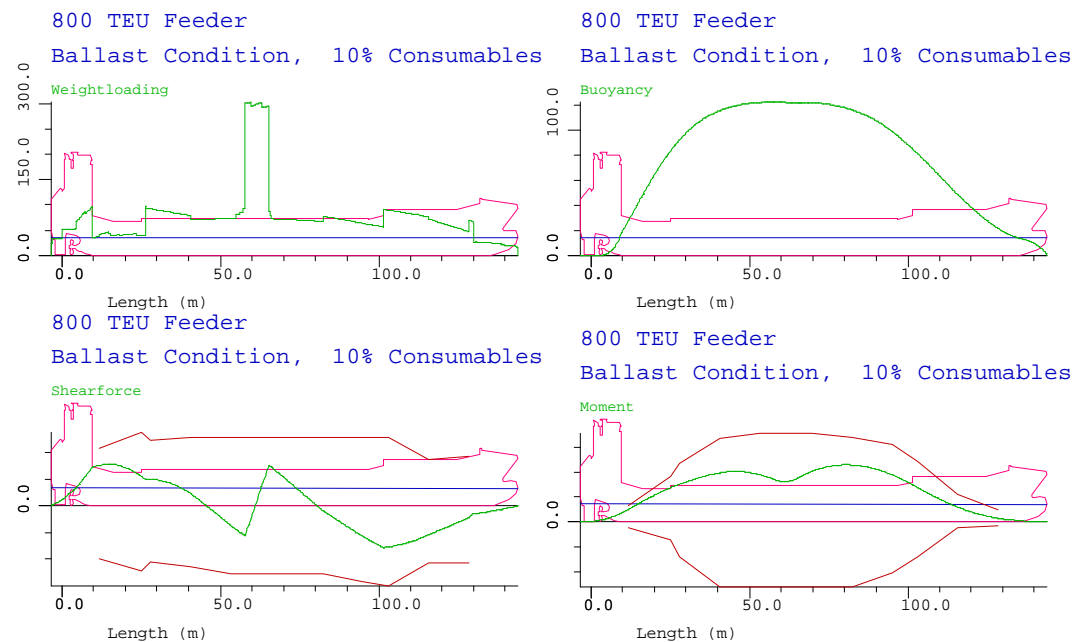 800 TEU Feeder
Ballast Condition, 10% Consumables
Weightloading
300.0
150.0
0.0
0.0 50.0 100.0
Length (m)
800 TEU Feeder
Ballast Condition, 10% Consumables
Buoyancy
100.0
0.0
0.0 50.0 100.0
Length (m)
800 TEU Feeder
Ballast Condition, 10% Consumables
Shearforce
0.0
0.0 50.0 100.0
Length (m)
800 TEU Feeder
Ballast Condition, 10% Consumables
Moment
0.0
0.0 50.0 100.0
Length (m)